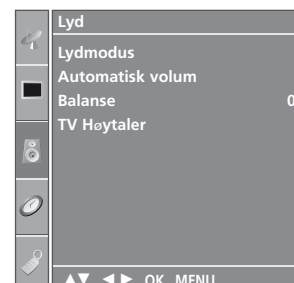 Lyd
Lydmodus
Automatisk volum
Balanse 0
TV Høytaler
▲▼ ◄► OK MENU